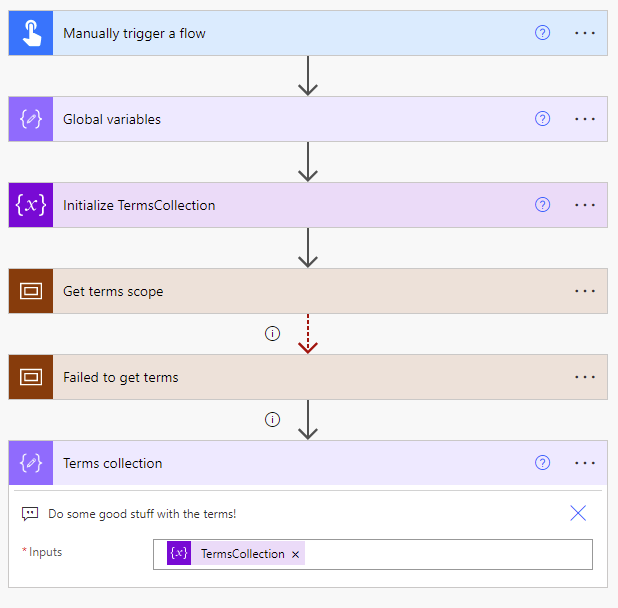 Manually trigger a flow
Global variables
{x} Initialize TermsCollection
Get terms scope
Failed to get terms
Terms collection
Do some good stuff with the terms!
* Inputs {x} TermsCollection ×